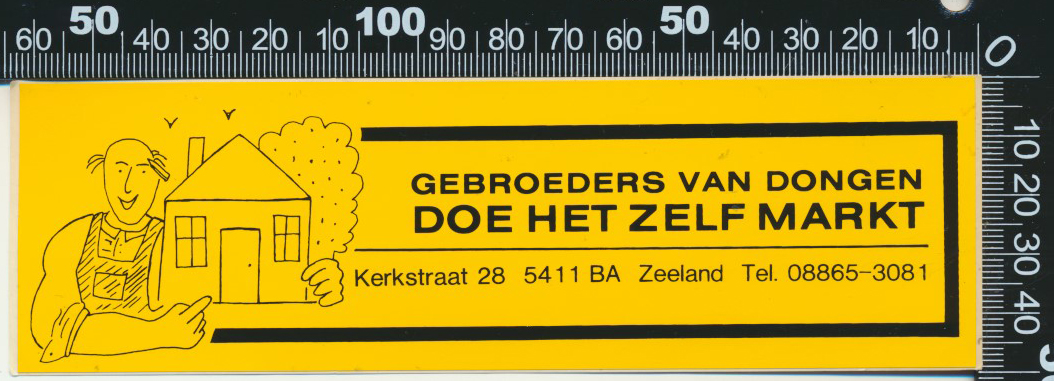 60 50 40 30 20 10 100 90 80 70 60 50 40 30 20 10 0
10 20 30 40
GEBROEDERS VAN DONGEN
DOE HET ZELF MARKT
Kerkstraat 28 5411 BA Zeeland Tel. 08865-3081